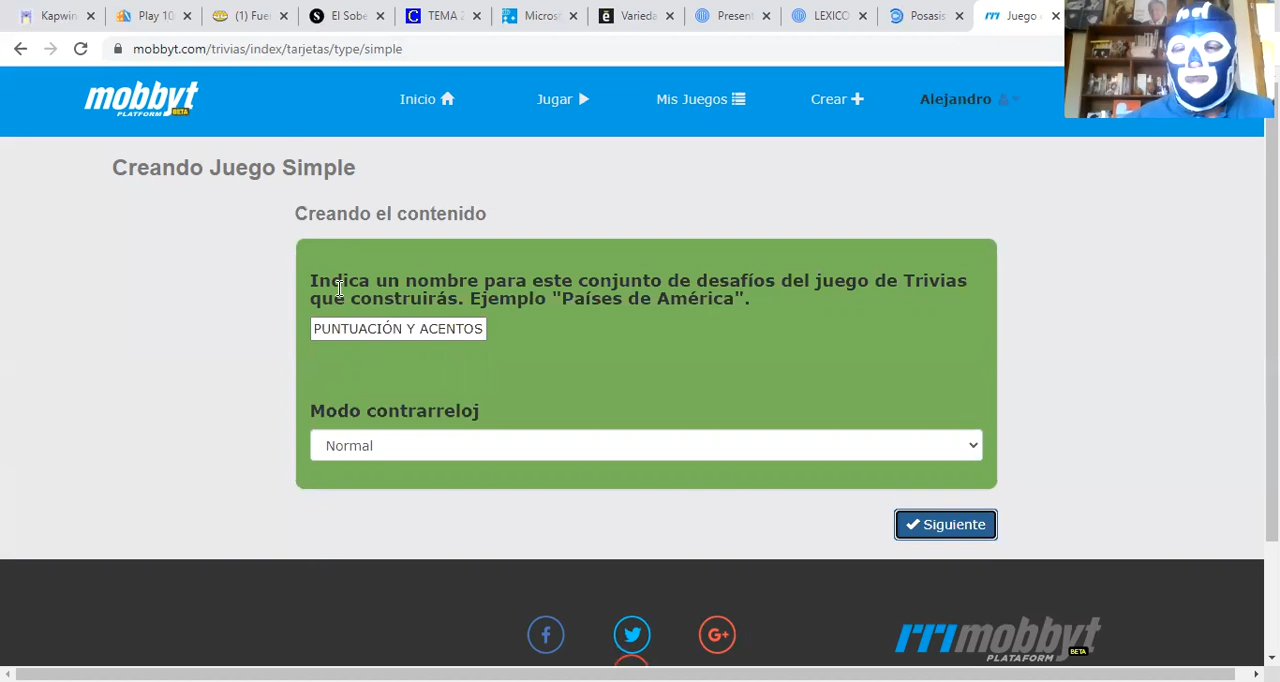 Kapwin
Play 10
(1) Fue
El Sobe
TEMA 2
Micros
Varieda
Present
LEXICO
Posasis
Juego
mobbyt.com/trivias/index/tarjetas/type/simple
mobbyt
PLATFORM BETA
Inicio
Jugar
Mis Juegos
Crear
Alejandro
Creando Juego Simple
Creando el contenido
Indica un nombre para este conjunto de desafíos del juego de Trivias
que construirás. Ejemplo "Países de América".
PUNTUACIÓN Y ACENTOS
Modo contrarreloj
Normal
Siguiente
mobbyt
PLATAFORM BETA